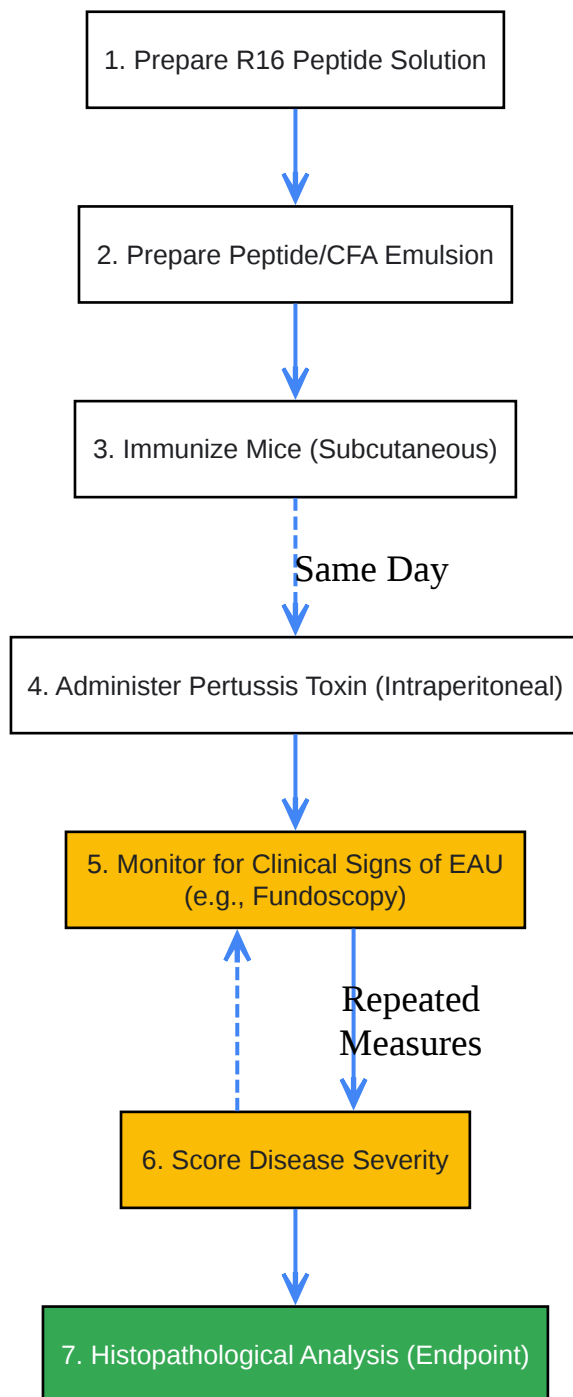 1. Prepare R16 Peptide Solution
2. Prepare Peptide/CFA Emulsion
3. Immunize Mice (Subcutaneous)
Same Day
4. Administer Pertussis Toxin (Intraperitoneal)
5. Monitor for Clinical Signs of EAU
(e.g., Fundoscopy)
Repeated
Measures
6. Score Disease Severity
7. Histopathological Analysis (Endpoint)